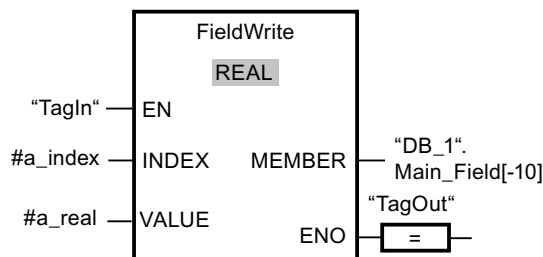 FieldWrite
REAL
“TagIn“
EN
#a_index
INDEX
MEMBER
“DB_1“.
Main_Field[-10]
#a_real
VALUE
“TagOut“
ENO
=